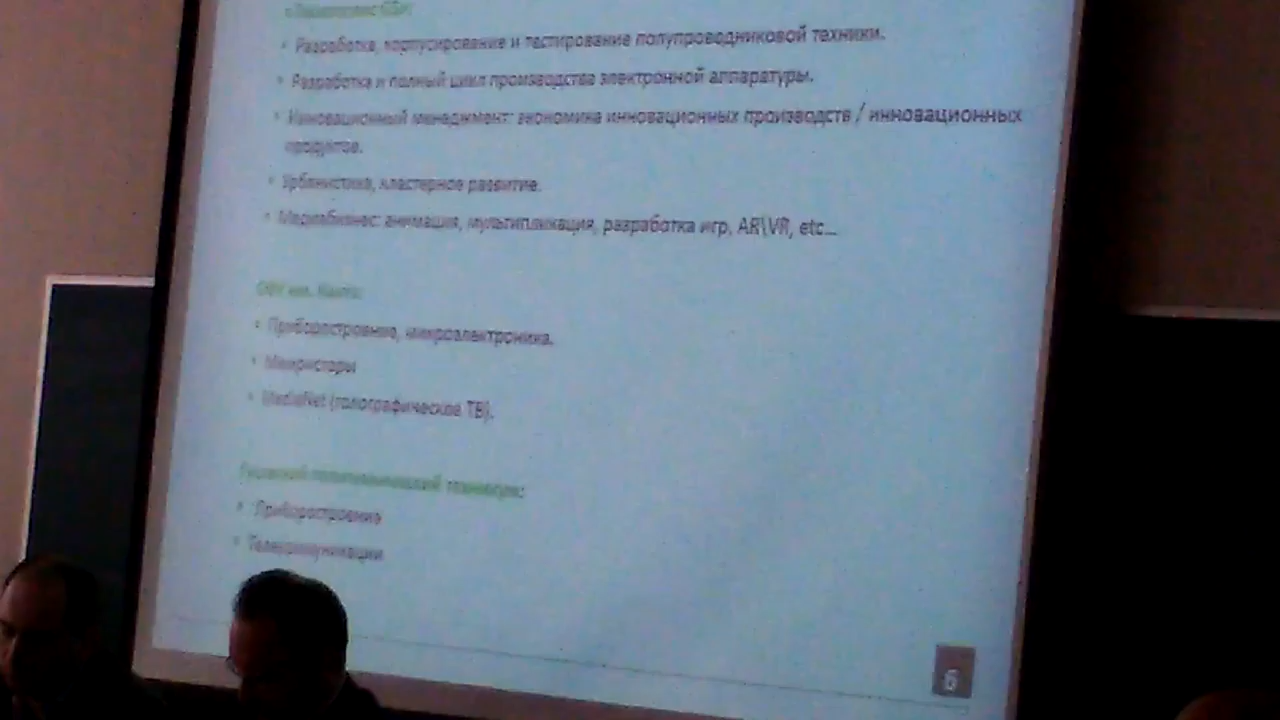 • Разработка, корпусирование и тестирование полупроводниковой техники.
• Разработка и полный цикл производства электронной аппаратуры.
• Инновационный менеджмент: экономика инновационных производств / инновационных
продуктов.
• Урбанистика, кластерное развитие.
• Медиабизнес: анимация, мультипликация, разработка игр, AR\VR, etc...
• Приборостроение, микроэлектроника.
• MediaNet (голографическое ТВ).
• Приборостроение
• Телекоммуникации
6